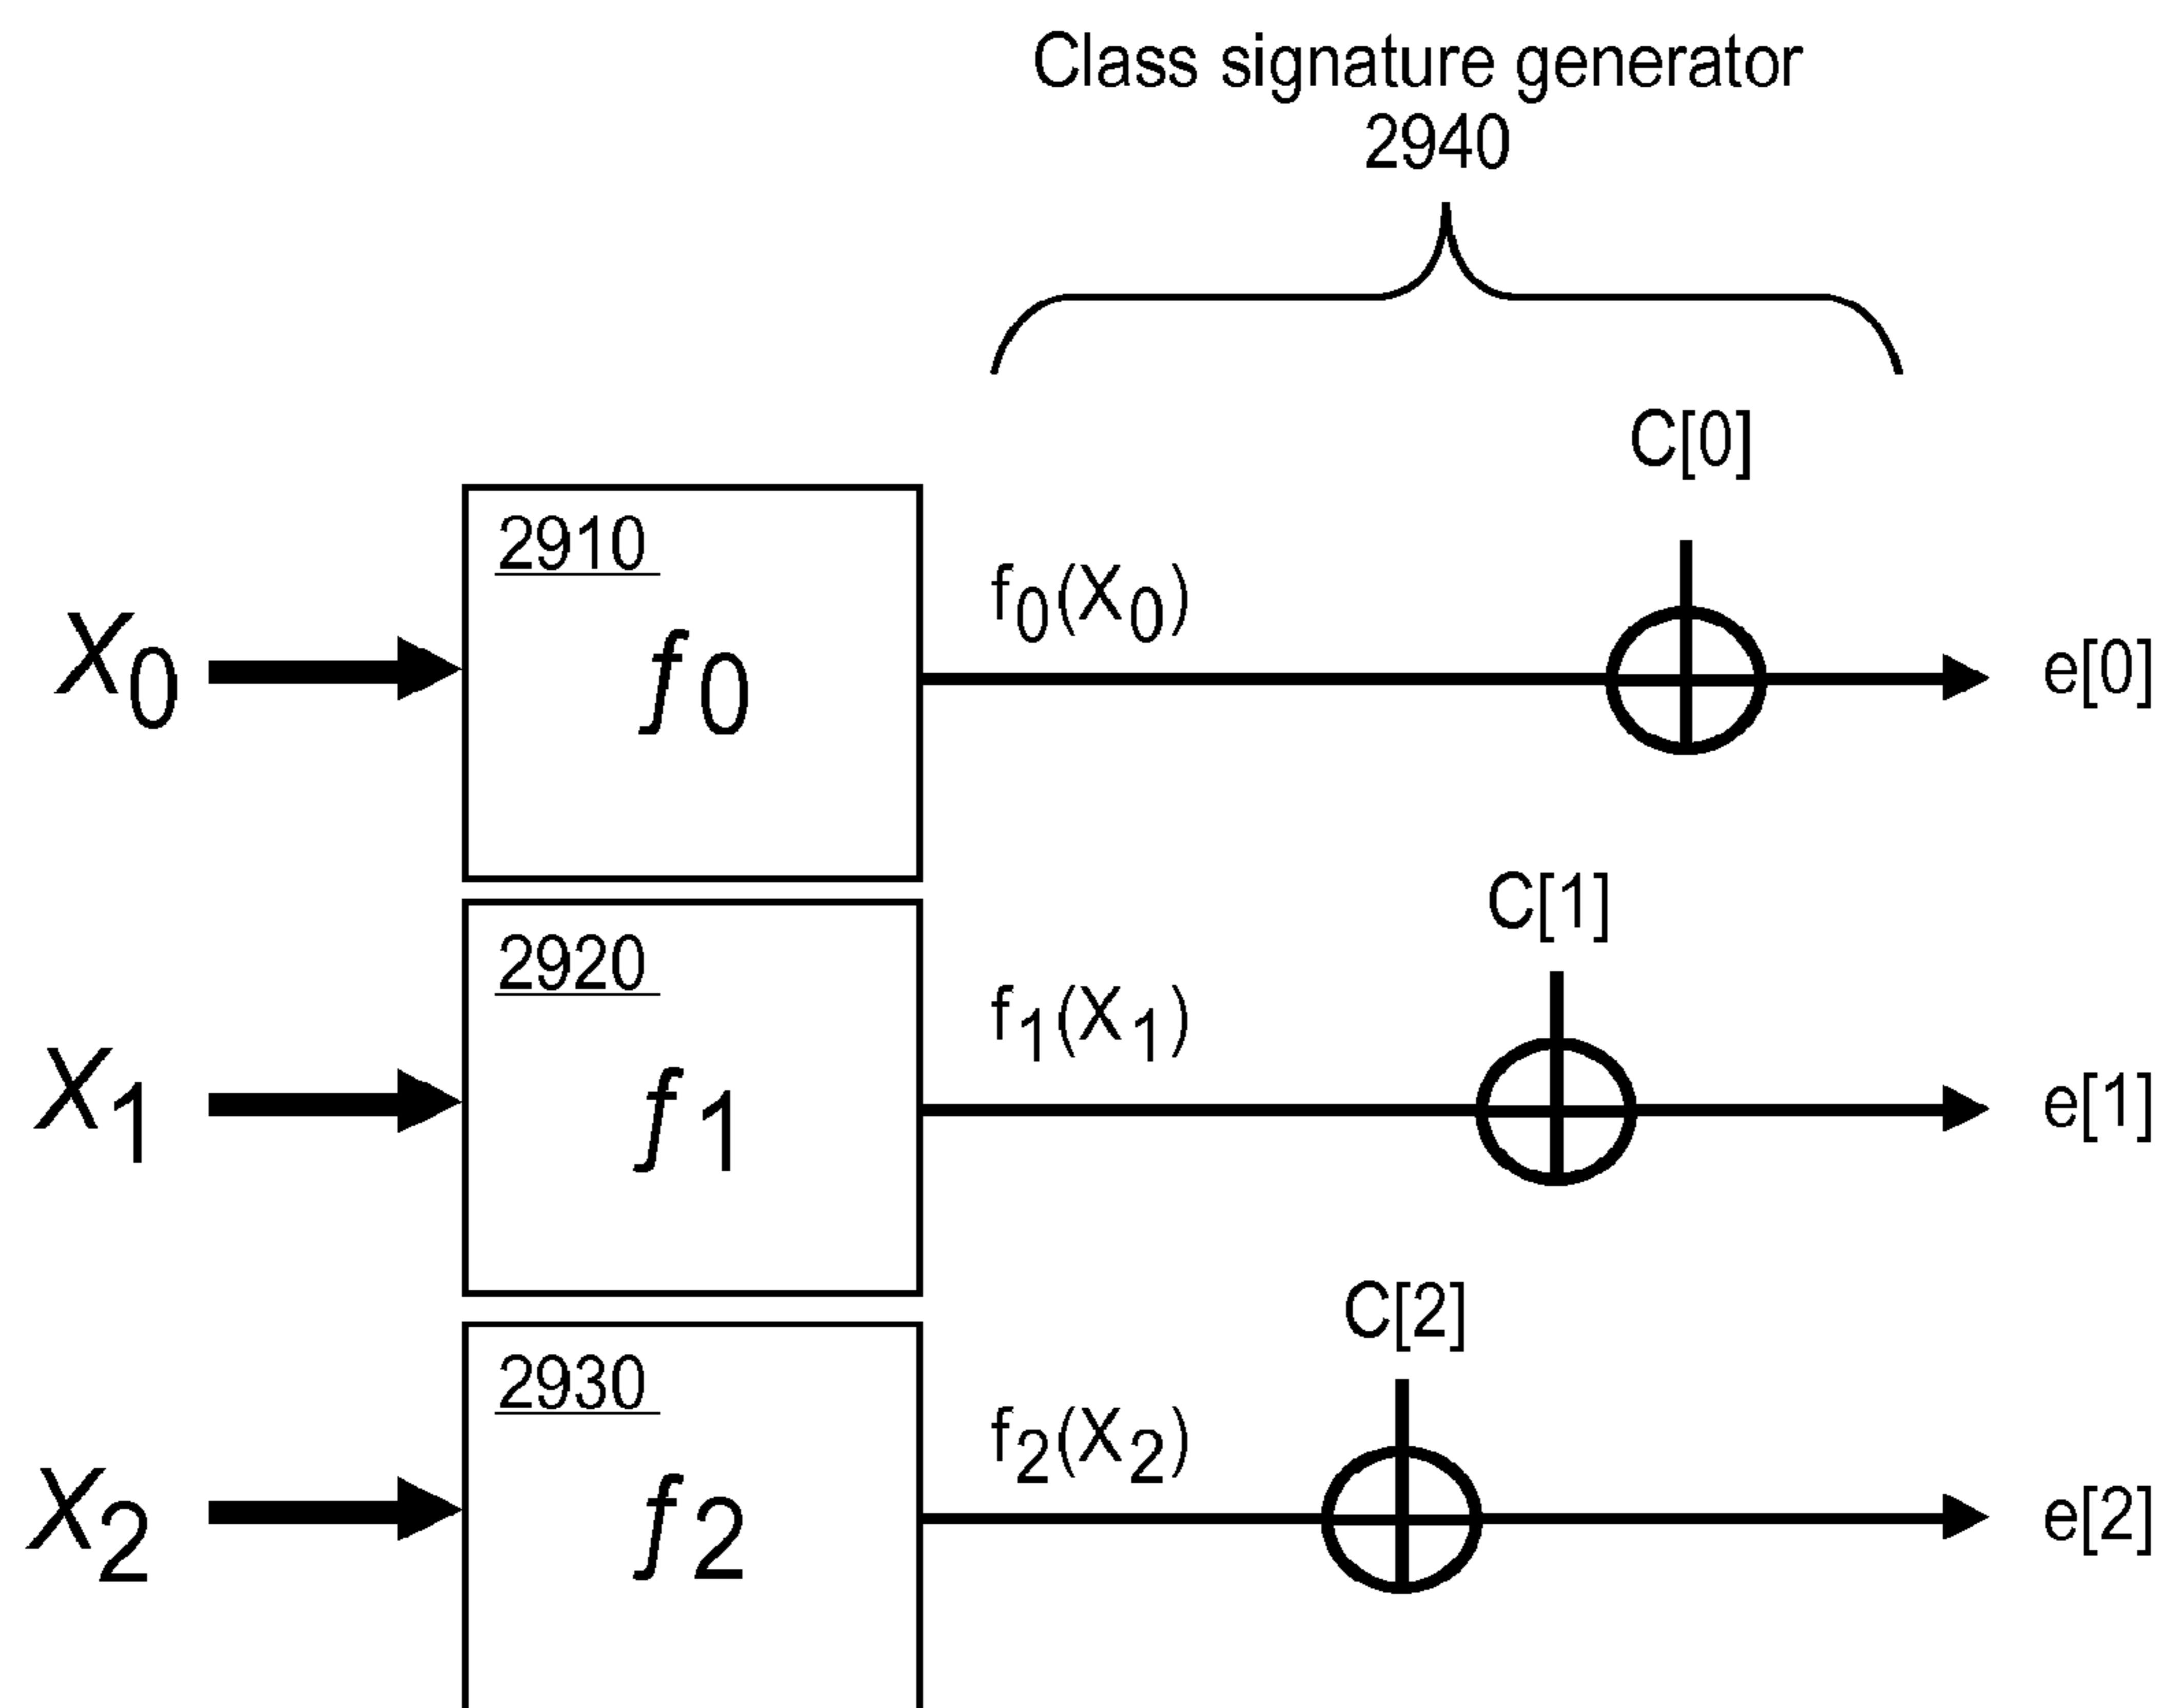 Class signature generator
2940
C[0]
2910
X0
f0
f0(X0)
e[0]
C[1]
2920
X1
f1
f1(X1)
e[1]
C[2]
2930
X2
f2
f2(X2)
e[2]